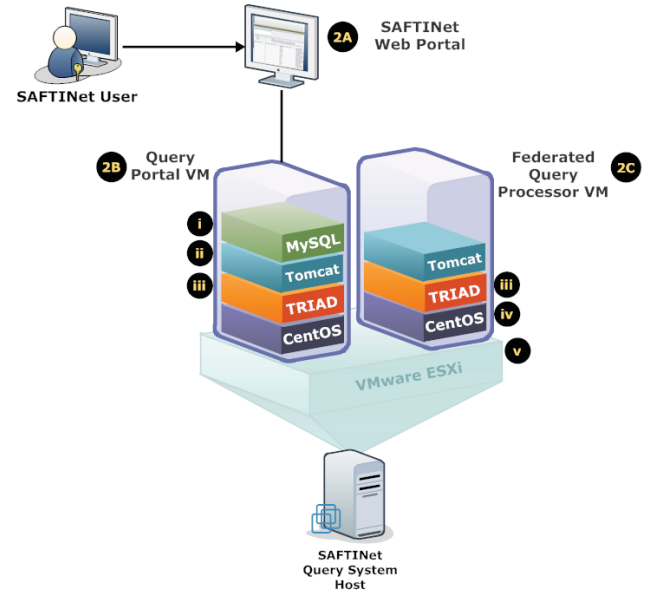 2A
SAFTINet
Web Portal
SAFTINet User
2B
Query
Portal VM
Federated
Query
Processor VM
2C
i
MySQL
ii
Tomcat
Tomcat
iii
TRIAD
TRIAD
iii
CentOS
CentOS
iv
v
VMware ESXi
SAFTINet
Query System
Host